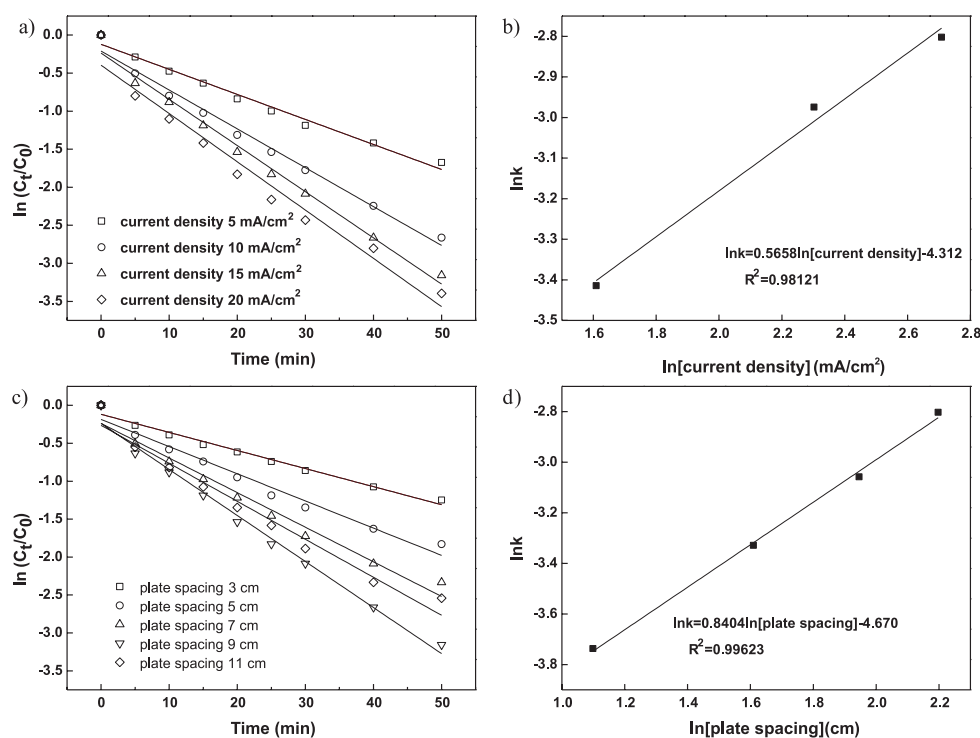 a)
0.0
-0.5
-1.0
-1.5
-2.0
-2.5
-3.0
-3.5
ln (Ct/C0)
current density 5 mA/cm²
current density 10 mA/cm²
current density 15 mA/cm²
current density 20 mA/cm²
0 10 20 30 40 50
Time (min)
b)
-2.8
-2.9
-3.0
-3.1
-3.2
-3.3
-3.4
-3.5
lnk
lnk=0.5658ln[current density]-4.312
R²=0.98121
1.6 1.8 2.0 2.2 2.4 2.6 2.8
ln[current density] (mA/cm²)
c)
0.0
-0.5
-1.0
-1.5
-2.0
-2.5
-3.0
-3.5
ln (Ct/C0)
plate spacing 3 cm
plate spacing 5 cm
plate spacing 7 cm
plate spacing 9 cm
plate spacing 11 cm
0 10 20 30 40 50
Time (min)
d)
-2.8
-3.0
-3.2
-3.4
-3.6
-3.8
lnk
lnk=0.8404ln[plate spacing]-4.670
R²=0.99623
1.0 1.2 1.4 1.6 1.8 2.0 2.2
ln[plate spacing](cm)